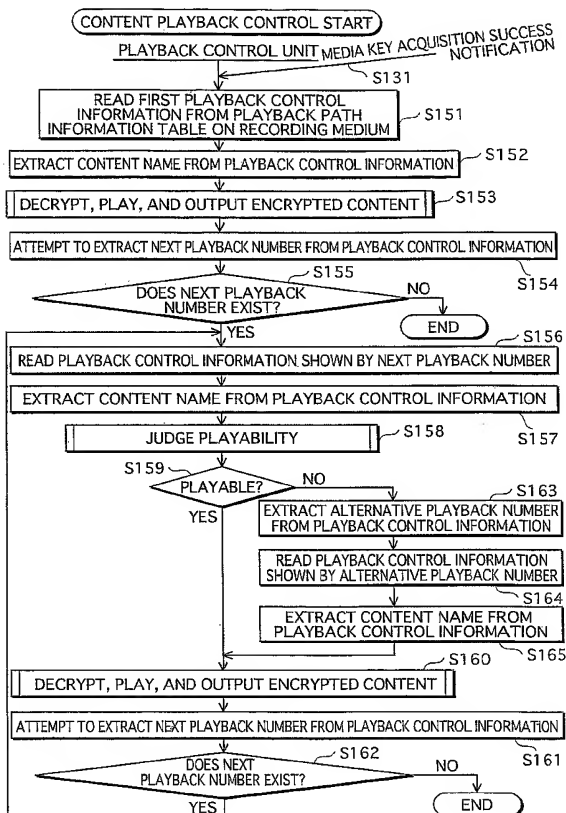 CONTENT PLAYBACK CONTROL START
PLAYBACK CONTROL UNIT
MEDIA KEY ACQUISITION SUCCESS
NOTIFICATION
S131
READ FIRST PLAYBACK CONTROL
INFORMATION FROM PLAYBACK PATH
INFORMATION TABLE ON RECORDING MEDIUM
S151
EXTRACT CONTENT NAME FROM PLAYBACK CONTROL INFORMATION
S152
DECRYPT, PLAY, AND OUTPUT ENCRYPTED CONTENT
S153
ATTEMPT TO EXTRACT NEXT PLAYBACK NUMBER FROM PLAYBACK CONTROL INFORMATION
S154
S155
DOES NEXT PLAYBACK
NUMBER EXIST?
NO
END
YES
S156
READ PLAYBACK CONTROL INFORMATION SHOWN BY NEXT PLAYBACK NUMBER
EXTRACT CONTENT NAME FROM PLAYBACK CONTROL INFORMATION
S157
JUDGE PLAYABILITY
S158
S159
PLAYABLE?
NO
YES
S163
EXTRACT ALTERNATIVE PLAYBACK NUMBER
FROM PLAYBACK CONTROL INFORMATION
READ PLAYBACK CONTROL INFORMATION
SHOWN BY ALTERNATIVE PLAYBACK NUMBER
S164
EXTRACT CONTENT NAME FROM
PLAYBACK CONTROL INFORMATION
S165
S160
DECRYPT, PLAY, AND OUTPUT ENCRYPTED CONTENT
ATTEMPT TO EXTRACT NEXT PLAYBACK NUMBER FROM PLAYBACK CONTROL INFORMATION
S161
S162
DOES NEXT
PLAYBACK NUMBER EXIST?
NO
YES
END